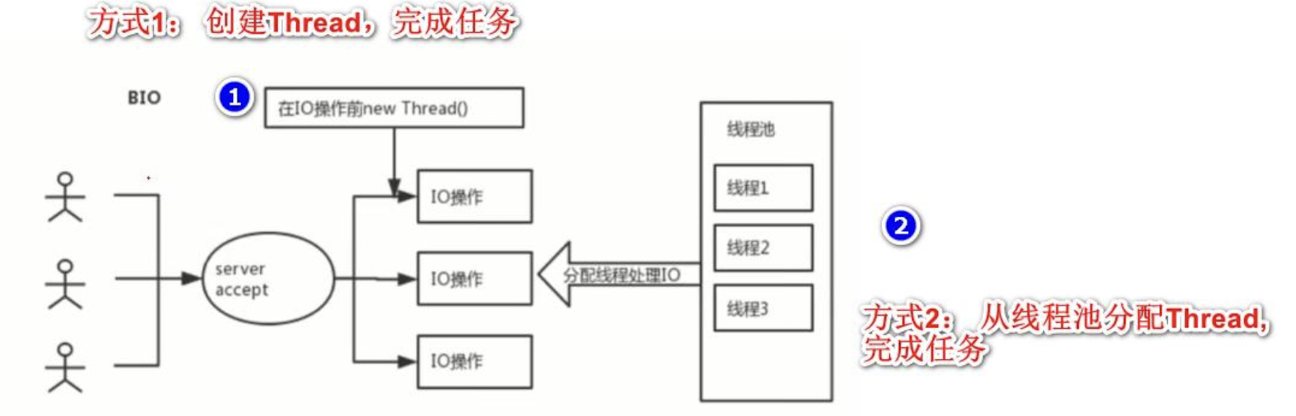 方式1： 创建Thread，完成任务
BIO
1
在IO操作前new Thread()
线程池
IO操作
线程1
2
server
accept
IO操作
分配线程处理IO
线程2
线程3
方式2： 从线程池分配Thread,
完成任务
IO操作